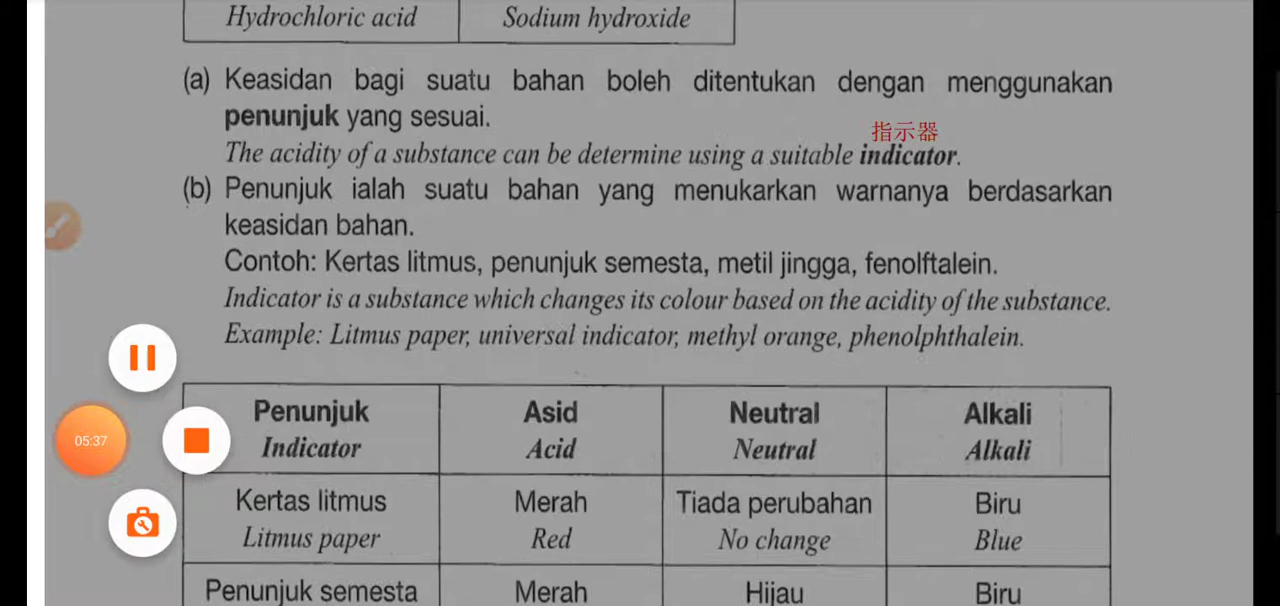 Hydrochloric acid
Sodium hydroxide
(a) Keasidan bagi suatu bahan boleh ditentukan dengan menggunakan
penunjuk yang sesuai.
指示器
The acidity of a substance can be determine using a suitable indicator.
(b) Penunjuk ialah suatu bahan yang menukarkan warnanya berdasarkan
keasidan bahan.
Contoh: Kertas litmus, penunjuk semesta, metil jingga, fenolftalein.
Indicator is a substance which changes its colour based on the acidity of the substance.
Example: Litmus paper, universal indicator, methyl orange, phenolphthalein.
Penunjuk Asid Neutral Alkali
Indicator Acid Neutral Alkali
05:37
Kertas litmus Merah Tiada perubahan Biru
Litmus paper Red No change Blue
Penunjuk semesta Merah Hijau Biru